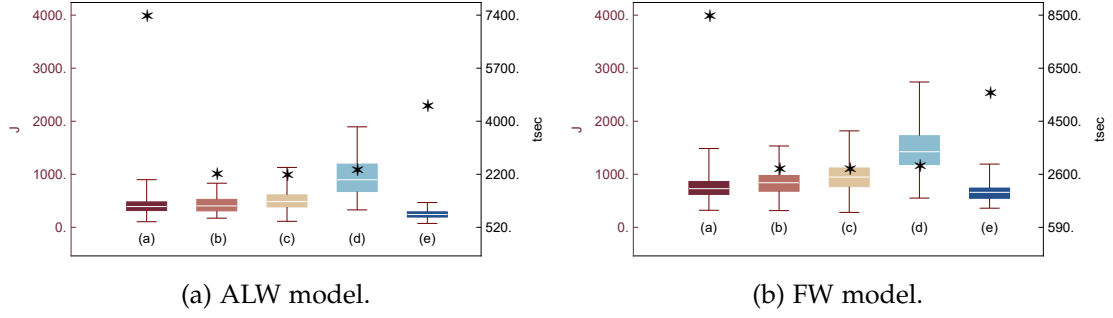 4000.
3000.
2000.
1000.
0.
J
(a)
(b)
(c)
(d)
(e)
7400.
5700.
4000.
2200.
520.
tsec
(a) ALW model.
4000.
3000.
2000.
1000.
0.
J
(a)
(b)
(c)
(d)
(e)
8500.
6500.
4500.
2600.
590.
tsec
(b) FW model.